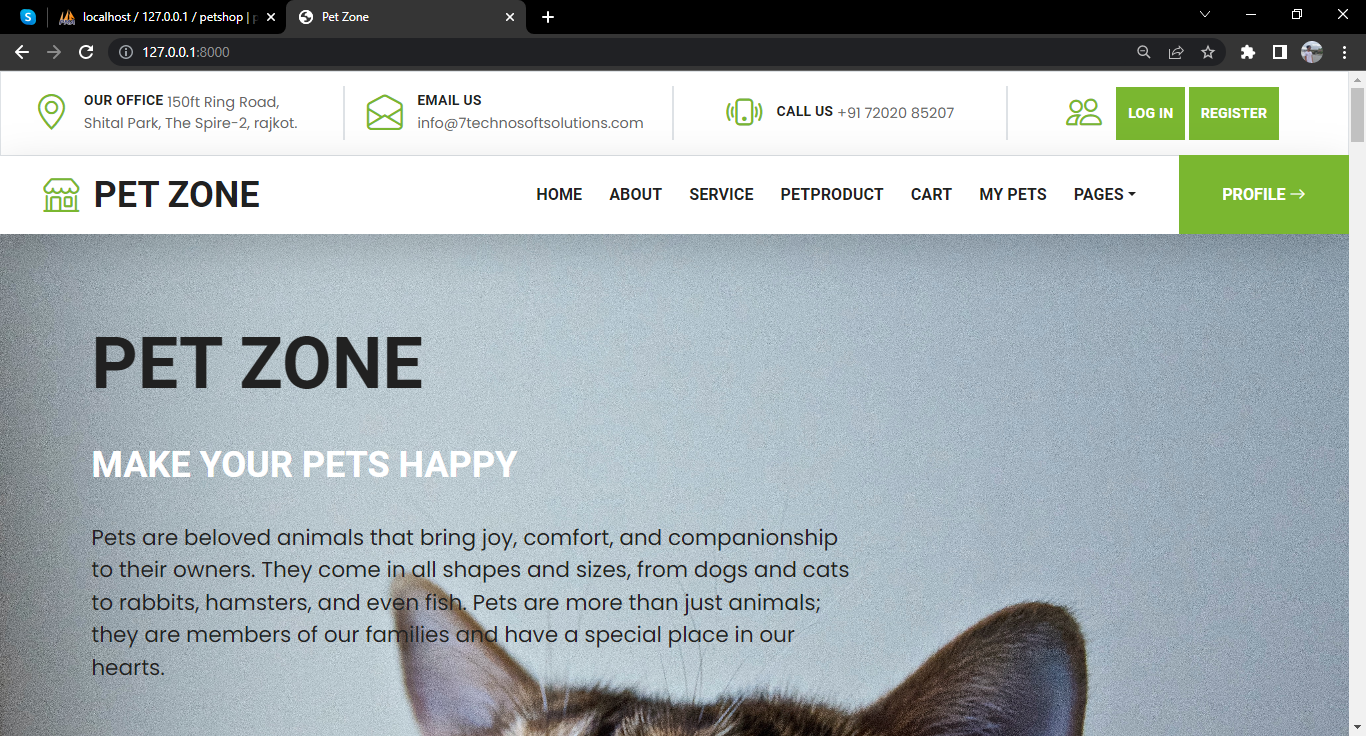 localhost / 127.0.0.1 / petshop |
Pet Zone
127.0.0.1:8000
OUR OFFICE 150ft Ring Road,
Shital Park, The Spire-2, rajkot.
EMAIL US
info@7technosoftsolutions.com
CALL US +91 72020 85207
LOG IN
REGISTER
PET ZONE
HOME ABOUT SERVICE PETPRODUCT CART MY PETS PAGES
PROFILE →
PET ZONE
MAKE YOUR PETS HAPPY
Pets are beloved animals that bring joy, comfort, and companionship
to their owners. They come in all shapes and sizes, from dogs and cats
to rabbits, hamsters, and even fish. Pets are more than just animals;
they are members of our families and have a special place in our
hearts.